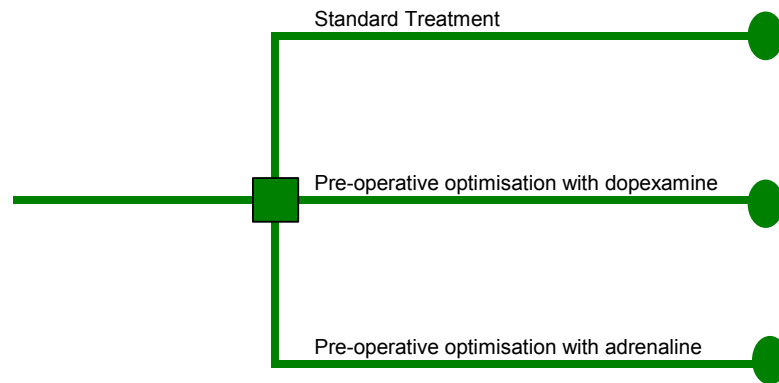 Standard Treatment
Pre-operative optimisation with dopexamine
Pre-operative optimisation with adrenaline